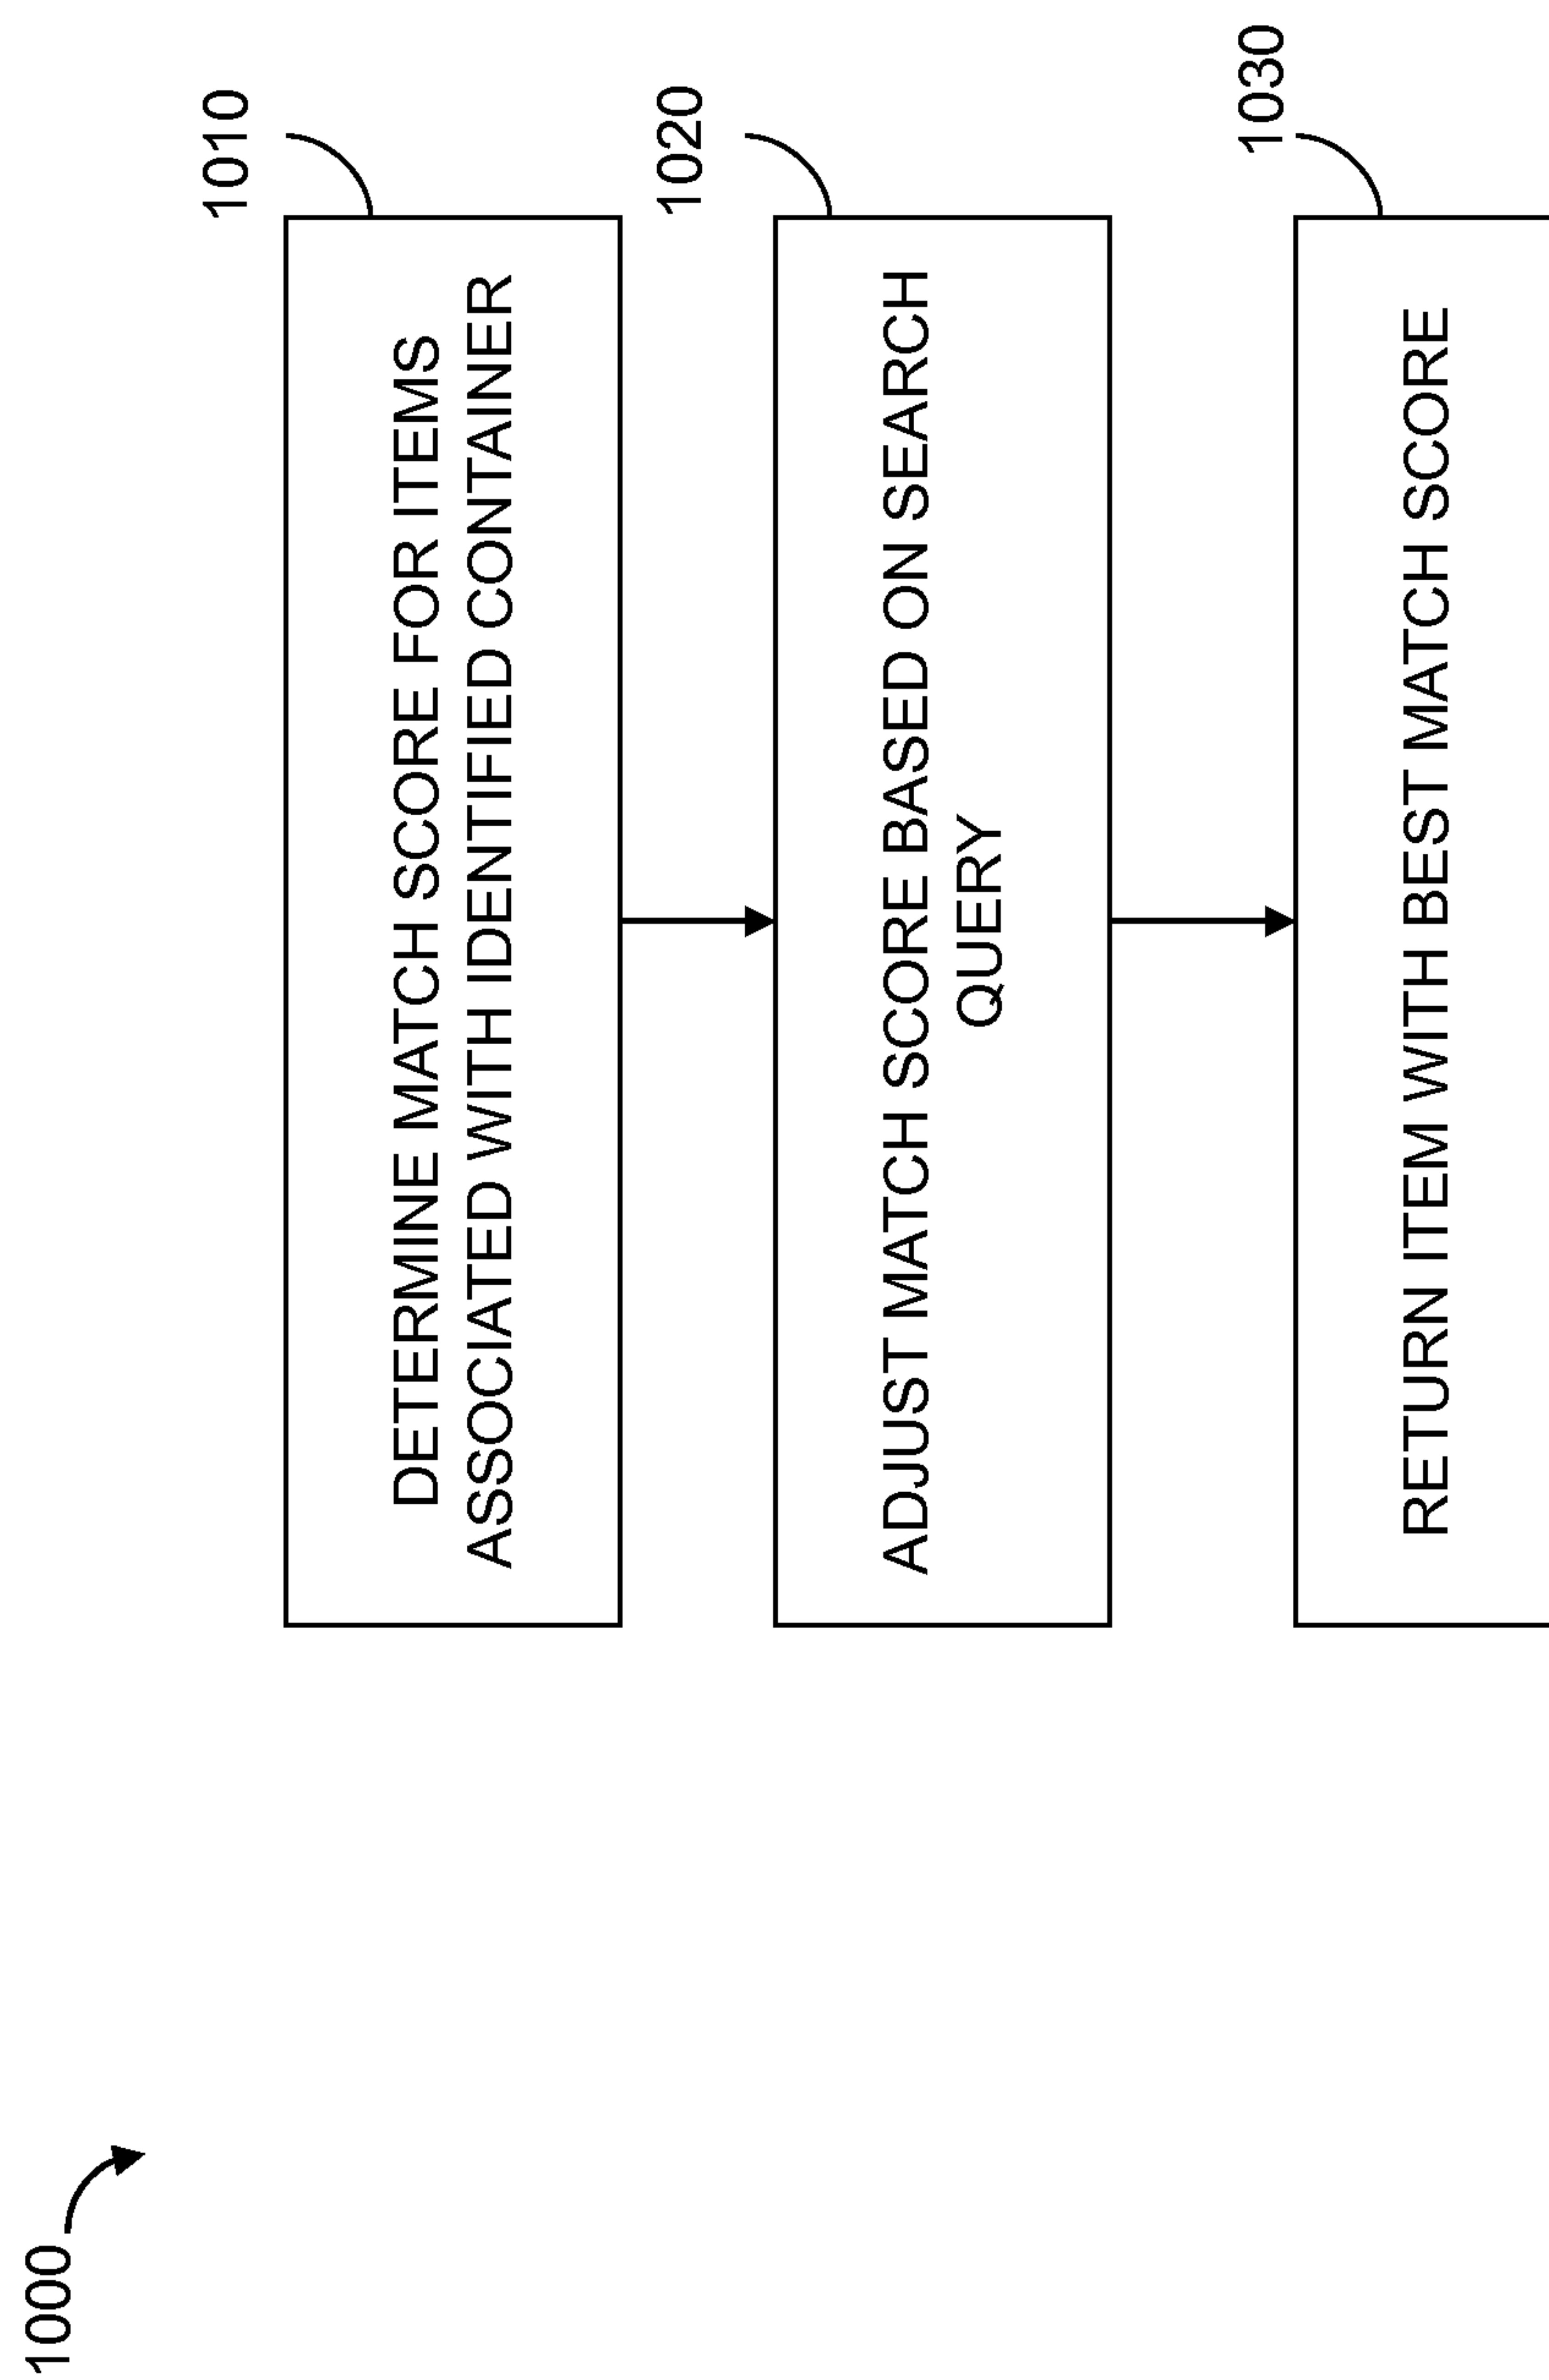 1000
1010
DETERMINE MATCH SCORE FOR ITEMS
ASSOCIATED WITH IDENTIFIED CONTAINER
1020
ADJUST MATCH SCORE BASED ON SEARCH
QUERY
1030
RETURN ITEM WITH BEST MATCH SCORE